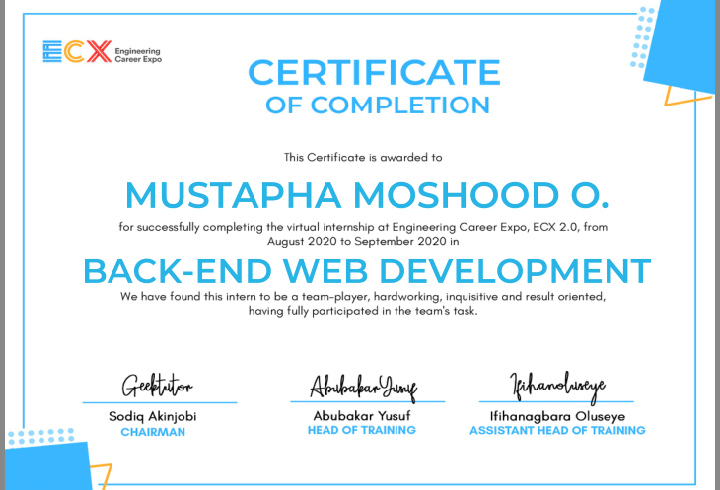 ECX Engineering
Career Expo
CERTIFICATE
OF COMPLETION
This Certificate is awarded to
MUSTAPHA MOSHOOD O.
for successfully completing the virtual internship at Engineering Career Expo, ECX 2.0, from
August 2020 to September 2020 in
BACK-END WEB DEVELOPMENT
We have found this intern to be a team-player, hardworking, inquisitive and result oriented,
having fully participated in the team's task.
Geektutor AbubakarYusuf Ifihanoluseye
Sodiq Akinjobi Abubakar Yusuf Ifihanagbara Oluseye
CHAIRMAN HEAD OF TRAINING ASSISTANT HEAD OF TRAINING